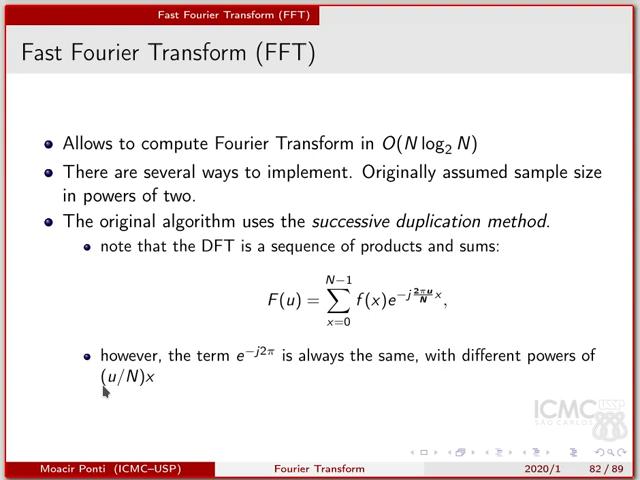 Fast Fourier Transform (FFT)
Fast Fourier Transform (FFT)
Allows to compute Fourier Transform in O(N log₂ N)
There are several ways to implement. Originally assumed sample size
in powers of two.
The original algorithm uses the successive duplication method.
note that the DFT is a sequence of products and sums:
F(u) = ∑_{x=0}^{N−1} f(x)e^{−j (2πu/N) x},
however, the term e^{−j2π} is always the same, with different powers of
(u/N)x
ICMC USP
SÃO CARLOS
Moacir Ponti (ICMC–USP) Fourier Transform 2020/1 82 / 89